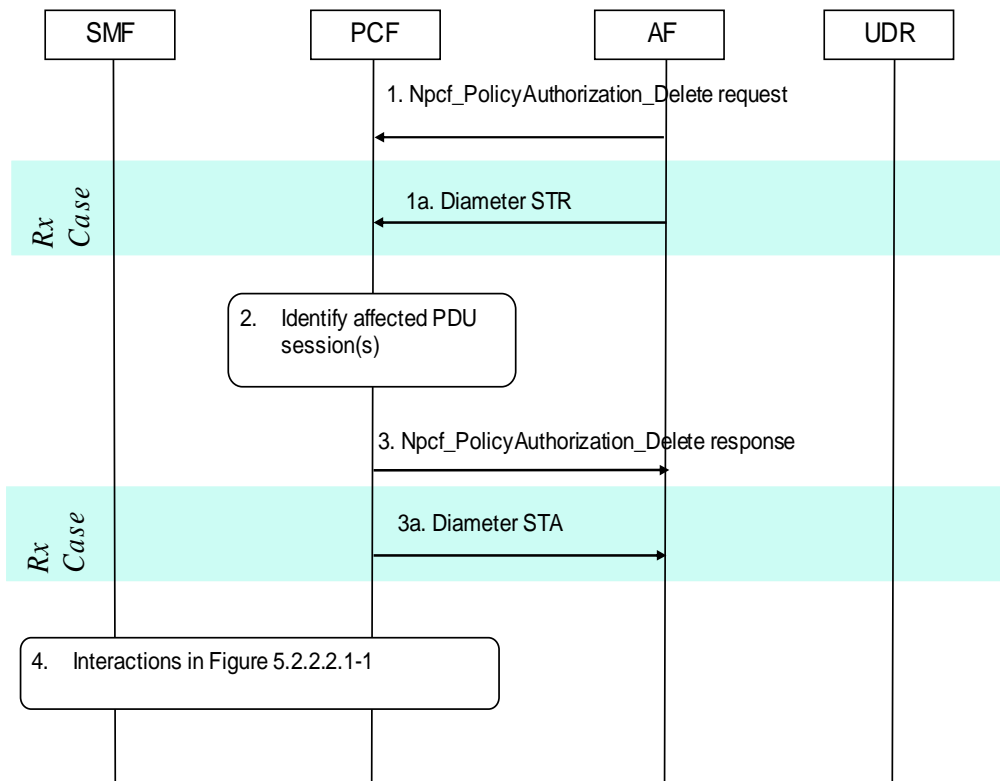 SMF
PCF
AF
UDR
1. Npcf_PolicyAuthorization_Delete request
Rx
Case
1a. Diameter STR
2. Identify affected PDU
session(s)
3. Npcf_PolicyAuthorization_Delete response
Rx
Case
3a. Diameter STA
4. Interactions in Figure 5.2.2.2.1-1